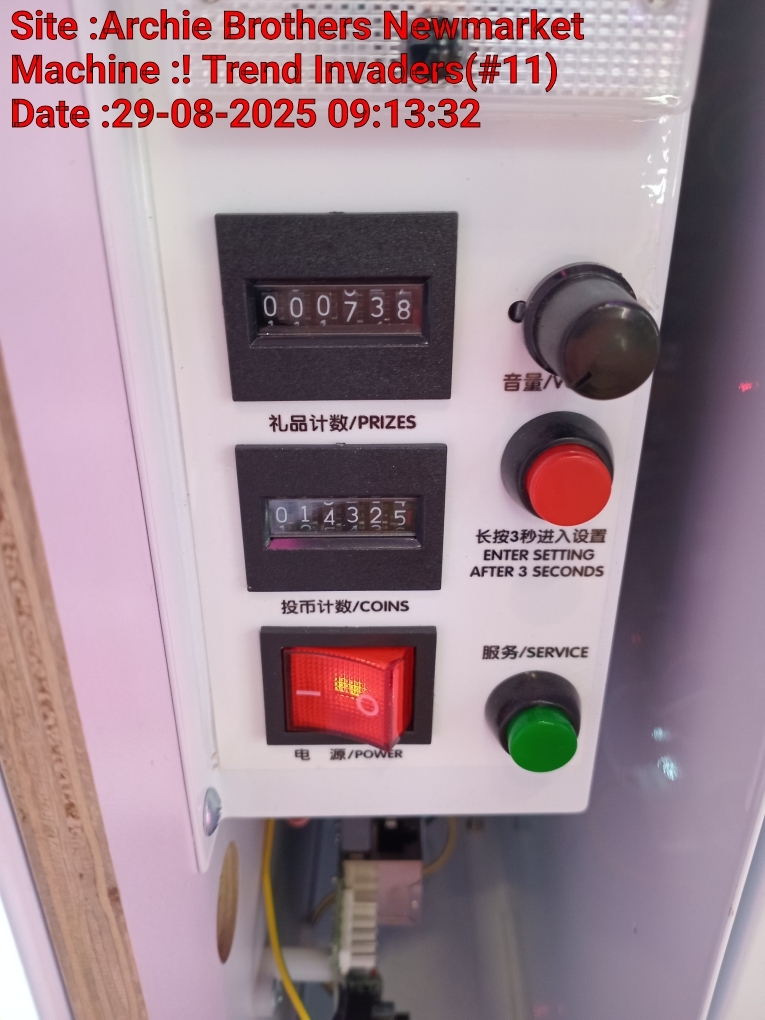 Site :Archie Brothers Newmarket
Machine :! Trend Invaders(#11)
Date :29-08-2025 09:13:32
000738
礼品计数/PRIZES
音量/V
014325
投币计数/COINS
长按3秒进入设置
ENTER SETTING
AFTER 3 SECONDS
服务/SERVICE
电 源/POWER